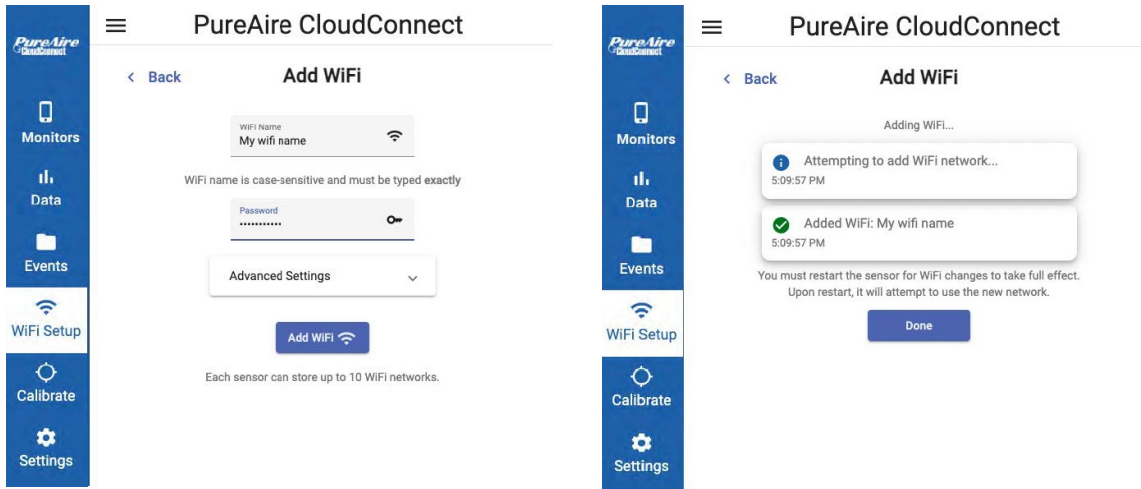 PureAire
CloudConnect
PureAire CloudConnect
Back
Add WiFi
Monitors
Data
Events
WiFi Setup
Calibrate
Settings
WiFi Name
My wifi name
WiFi name is case-sensitive and must be typed exactly
Password
•••••••••••
Advanced Settings
Add WiFi
Each sensor can store up to 10 WiFi networks.
PureAire
CloudConnect
PureAire CloudConnect
Back
Add WiFi
Monitors
Data
Events
WiFi Setup
Calibrate
Settings
Adding WiFi...
Attempting to add WiFi network...
5:09:57 PM
Added WiFi: My wifi name
5:09:57 PM
You must restart the sensor for WiFi changes to take full effect.
Upon restart, it will attempt to use the new network.
Done